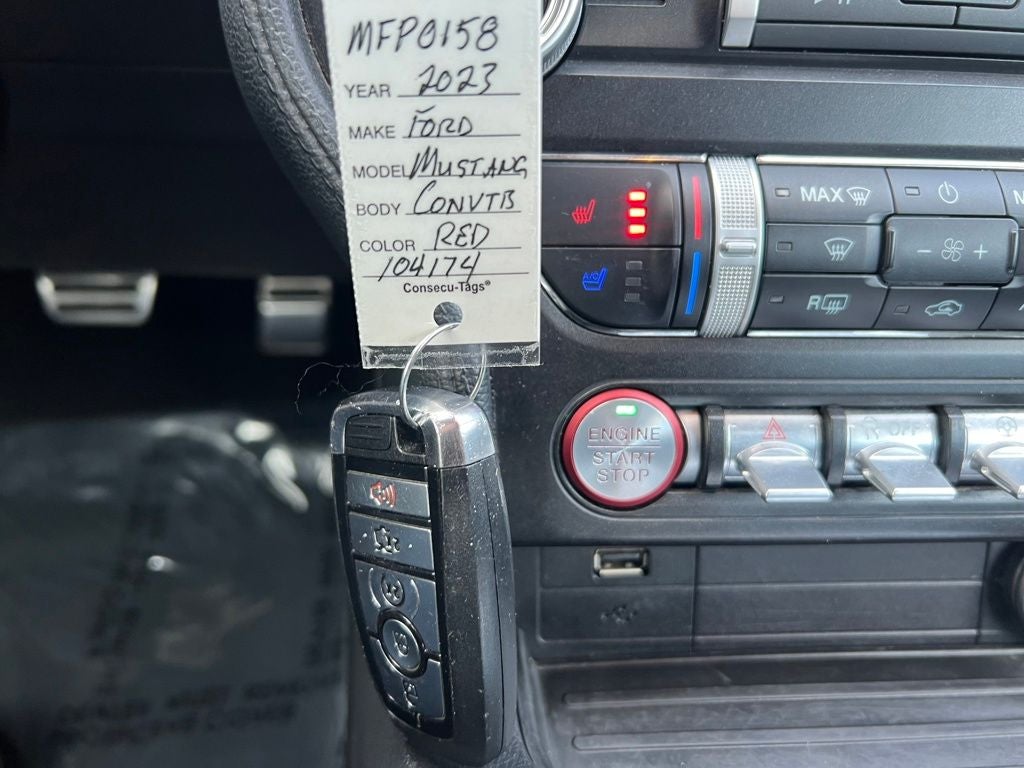 MFP0158
YEAR 2023
MAKE FORD
MODEL MUSTANG
BODY CONVTB
COLOR RED
104174
Consecu-Tags®
A/C
MAX
R
ENGINE
START
STOP
OFF